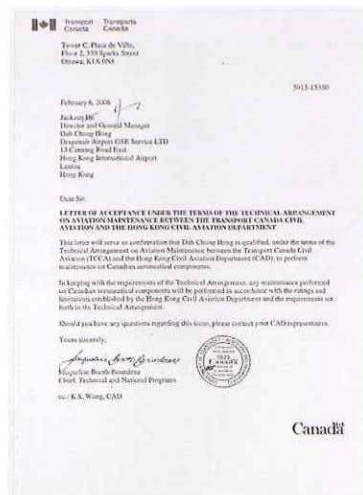 Transport Transports
Canada Canada
Tower C, Place de Ville,
Floor 2, 330 Sparks Street
Ottawa, K1A 0N8
5015-15380
February 6, 2006
Director and General Manager
Dah Chong Hong
Dragonair Airport GSE Service LTD
13 Catering Road East
Hong Kong International Airport
Lantau
Hong Kong
Dear Sir:
LETTER OF ACCEPTANCE UNDER THE TERMS OF THE TECHNICAL ARRANGEMENT
ON AVIATION MAINTENANCE BETWEEN THE TRANSPORT CANADA CIVIL
AVIATION AND THE HONG KONG CIVIL AVIATION DEPARTMENT
This letter will serve as confirmation that Dah Chong Hong is qualified, under the terms of the
Technical Arrangement on Aviation Maintenance between the Transport Canada Civil
Aviation (TCCA) and the Hong Kong Civil Aviation Department (CAD), to perform
maintenance on Canadian aeronautical components.
In keeping with the requirements of the Technical Arrangement, any maintenance performed
on Canadian aeronautical components will be performed in accordance with the ratings and
limitations established by the Hong Kong Civil Aviation Department and the requirements set
forth in the Technical Arrangement.
Should you have any questions regarding this issue, please contact your CAD representative.
Yours sincerely,
Jacqueline Booth Bourdeau
Chief, Technical and National Programs
cc: K.S. Wong, CAD
Canada